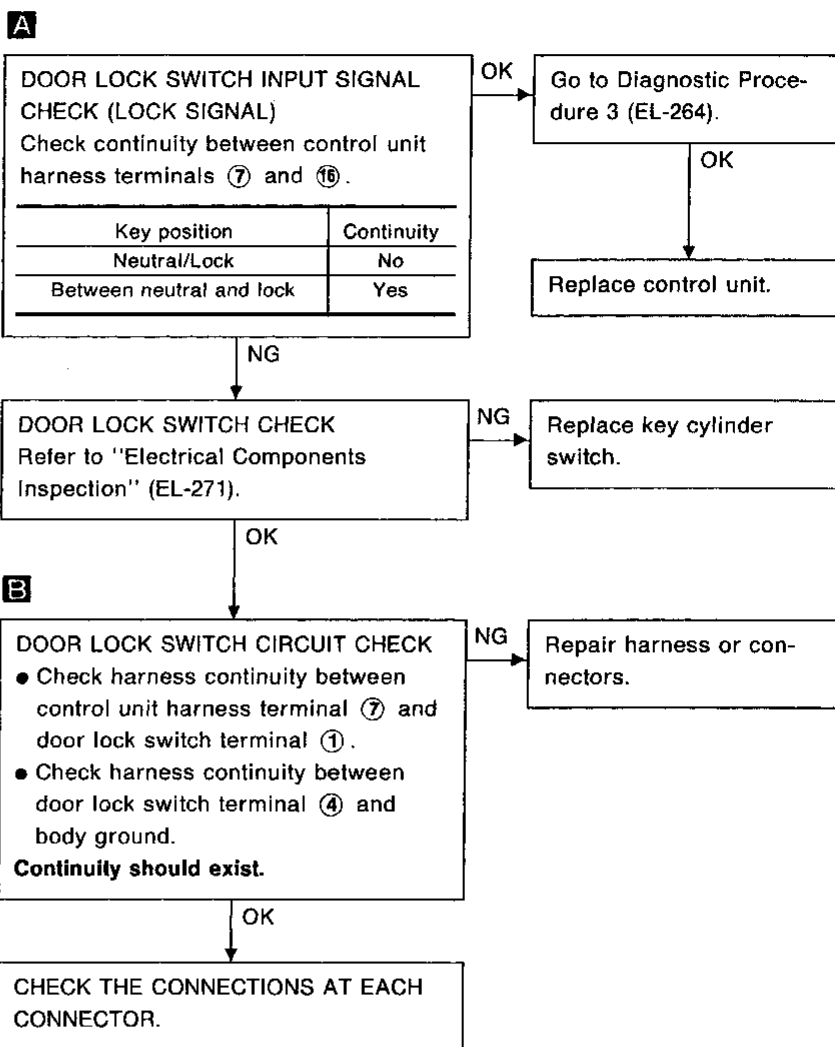 A
DOOR LOCK SWITCH INPUT SIGNAL
CHECK (LOCK SIGNAL)
Check continuity between control unit
harness terminals ⑦ and ⑯.
Key position Continuity
Neutral/Lock No
Between neutral and lock Yes
OK
Go to Diagnostic Proce-
dure 3 (EL-264).
OK
Replace control unit.
NG
DOOR LOCK SWITCH CHECK
Refer to "Electrical Components
Inspection" (EL-271).
NG
Replace key cylinder
switch.
OK
B
DOOR LOCK SWITCH CIRCUIT CHECK
● Check harness continuity between
control unit harness terminal ⑦ and
door lock switch terminal ①.
● Check harness continuity between
door lock switch terminal ④ and
body ground.
Continuity should exist.
NG
Repair harness or con-
nectors.
OK
CHECK THE CONNECTIONS AT EACH
CONNECTOR.